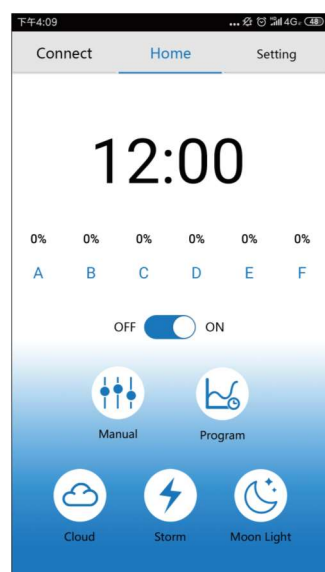 下午4:09 ... 4G 48
Connect Home Setting
12:00
0% 0% 0% 0% 0% 0%
A B C D E F
OFF ON
Manual Program
Cloud Storm Moon Light